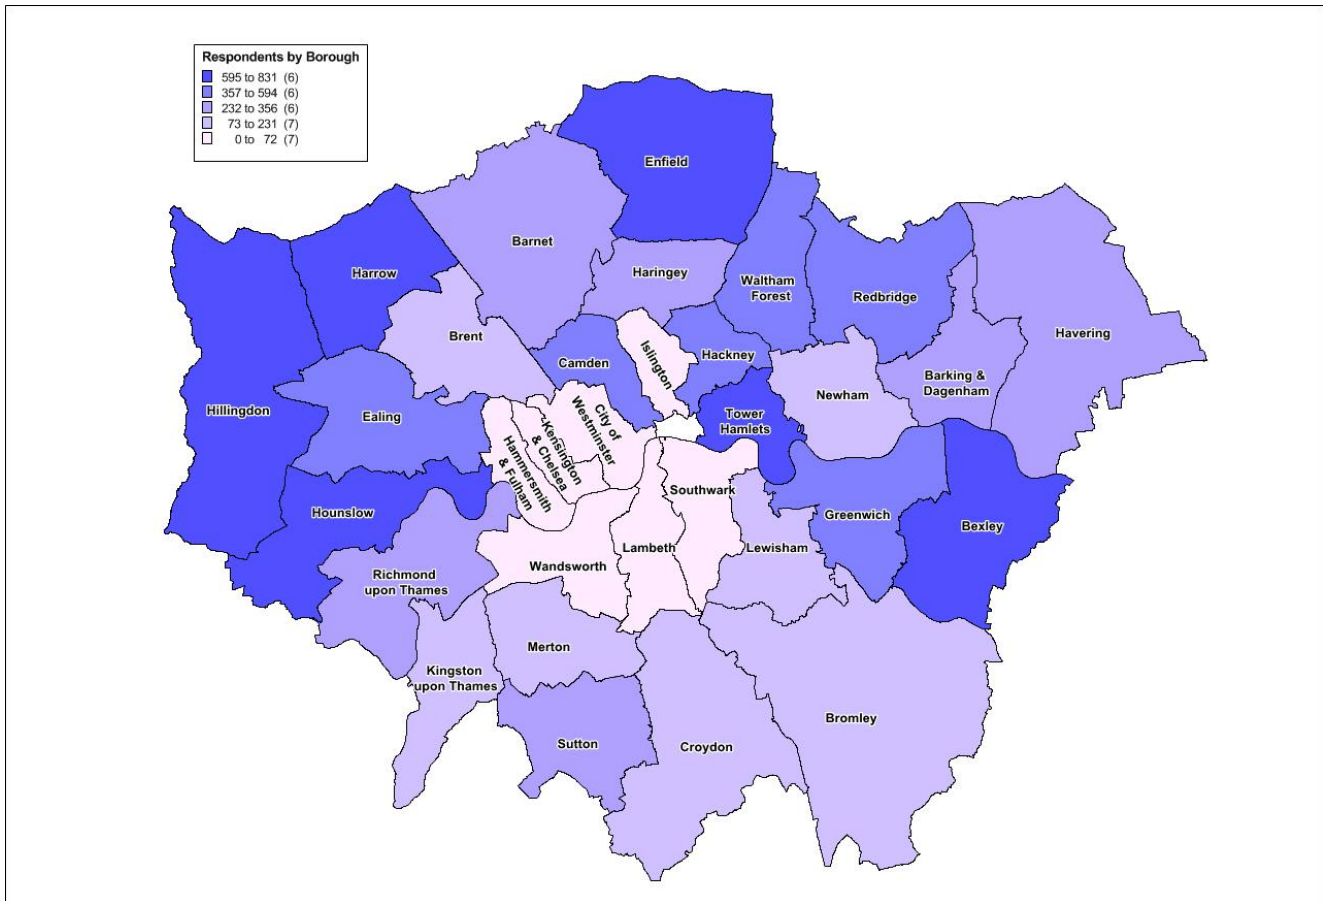 Respondents by Borough
595 to 831 (6)
357 to 594 (6)
232 to 356 (6)
73 to 231 (7)
0 to 72 (7)
Enfield
Barnet
Harrow
Haringey
Waltham
Forest
Redbridge
Havering
Brent
Camden
Islington
Hackney
Barking &
Dagenham
Newham
Hillingdon
Ealing
Tower
Hamlets
City of
Westminster
Kensington
& Chelsea
Hammersmith
& Fulham
Hounslow
Southwark
Greenwich
Bexley
Lambeth
Lewisham
Wandsworth
Richmond
upon Thames
Merton
Kingston
upon Thames
Bromley
Sutton
Croydon